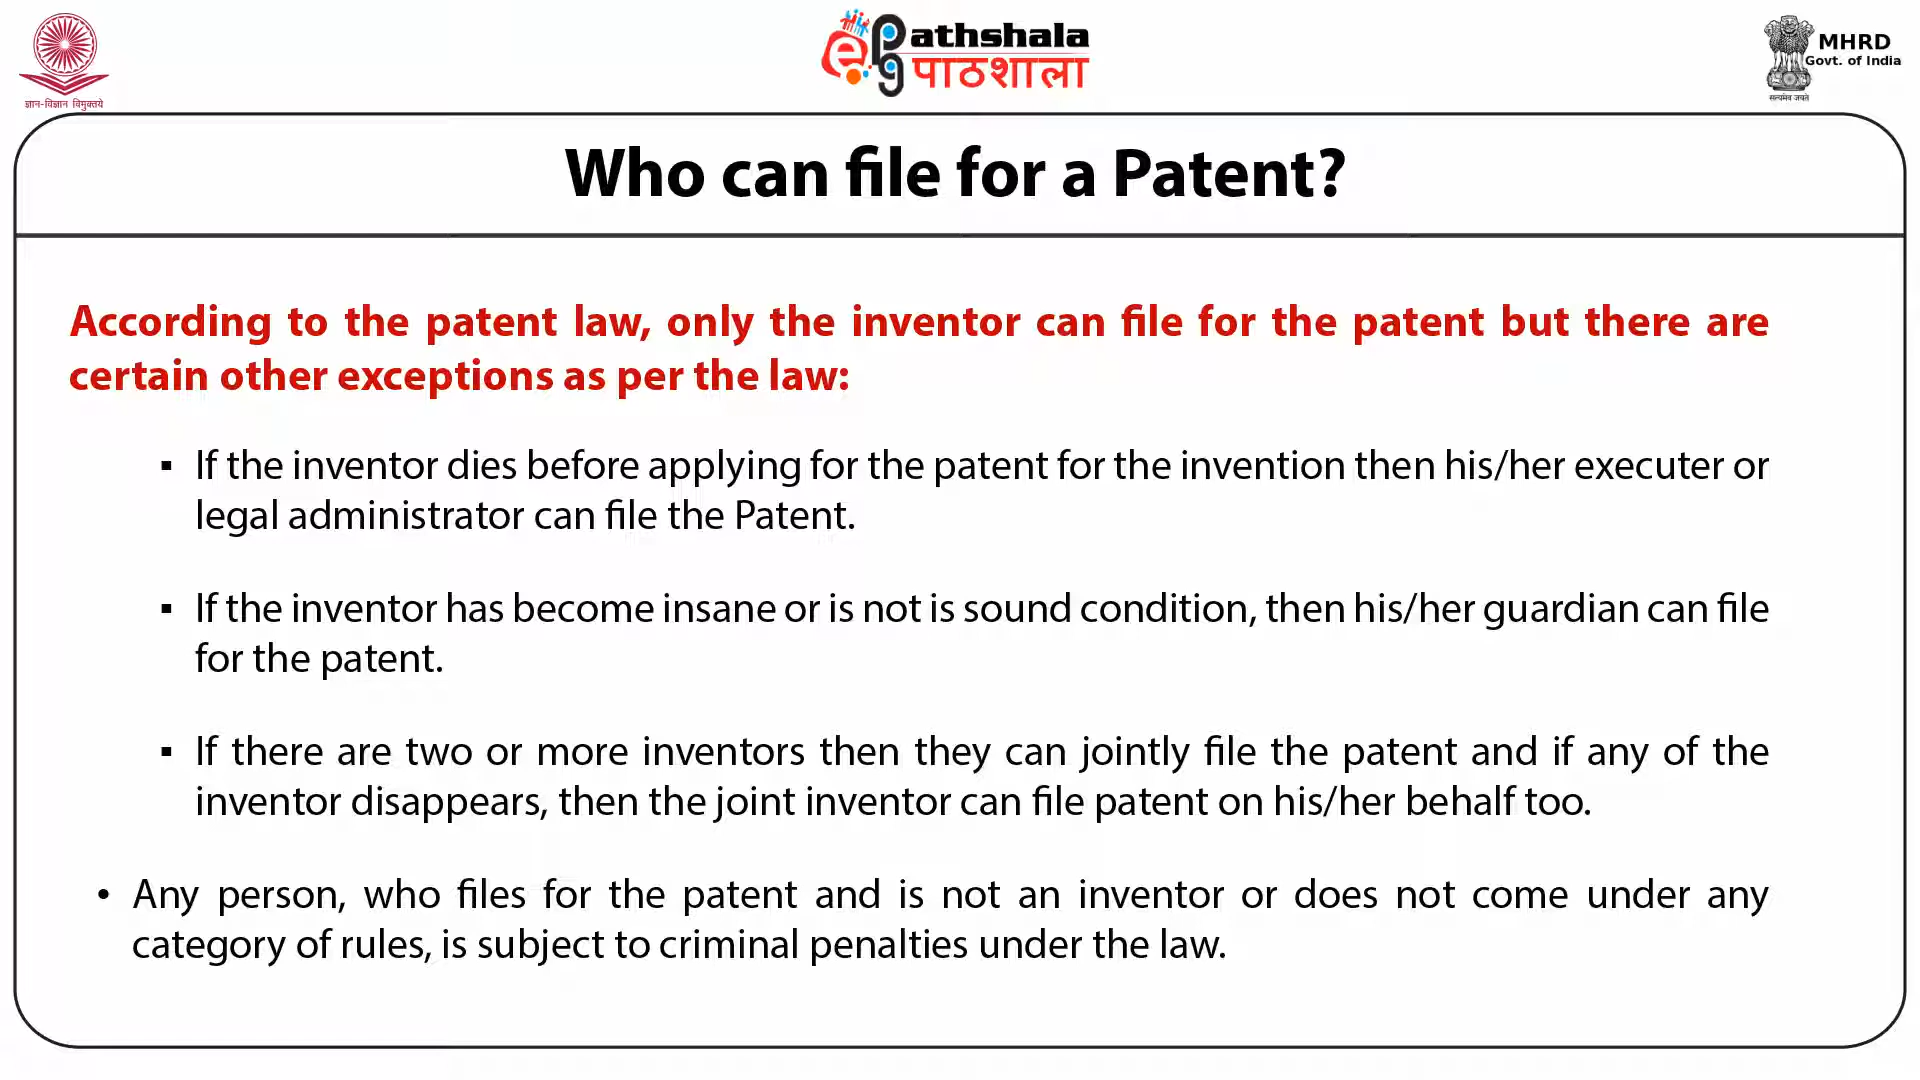 ज्ञान-विज्ञान विमुक्तये
ePathshala
पाठशाला
MHRD
Govt. of India
सत्यमेव जयते
Who can file for a Patent?
According to the patent law, only the inventor can file for the patent but there are
certain other exceptions as per the law:
▪ If the inventor dies before applying for the patent for the invention then his/her executer or
legal administrator can file the Patent.
▪ If the inventor has become insane or is not is sound condition, then his/her guardian can file
for the patent.
▪ If there are two or more inventors then they can jointly file the patent and if any of the
inventor disappears, then the joint inventor can file patent on his/her behalf too.
• Any person, who files for the patent and is not an inventor or does not come under any
category of rules, is subject to criminal penalties under the law.